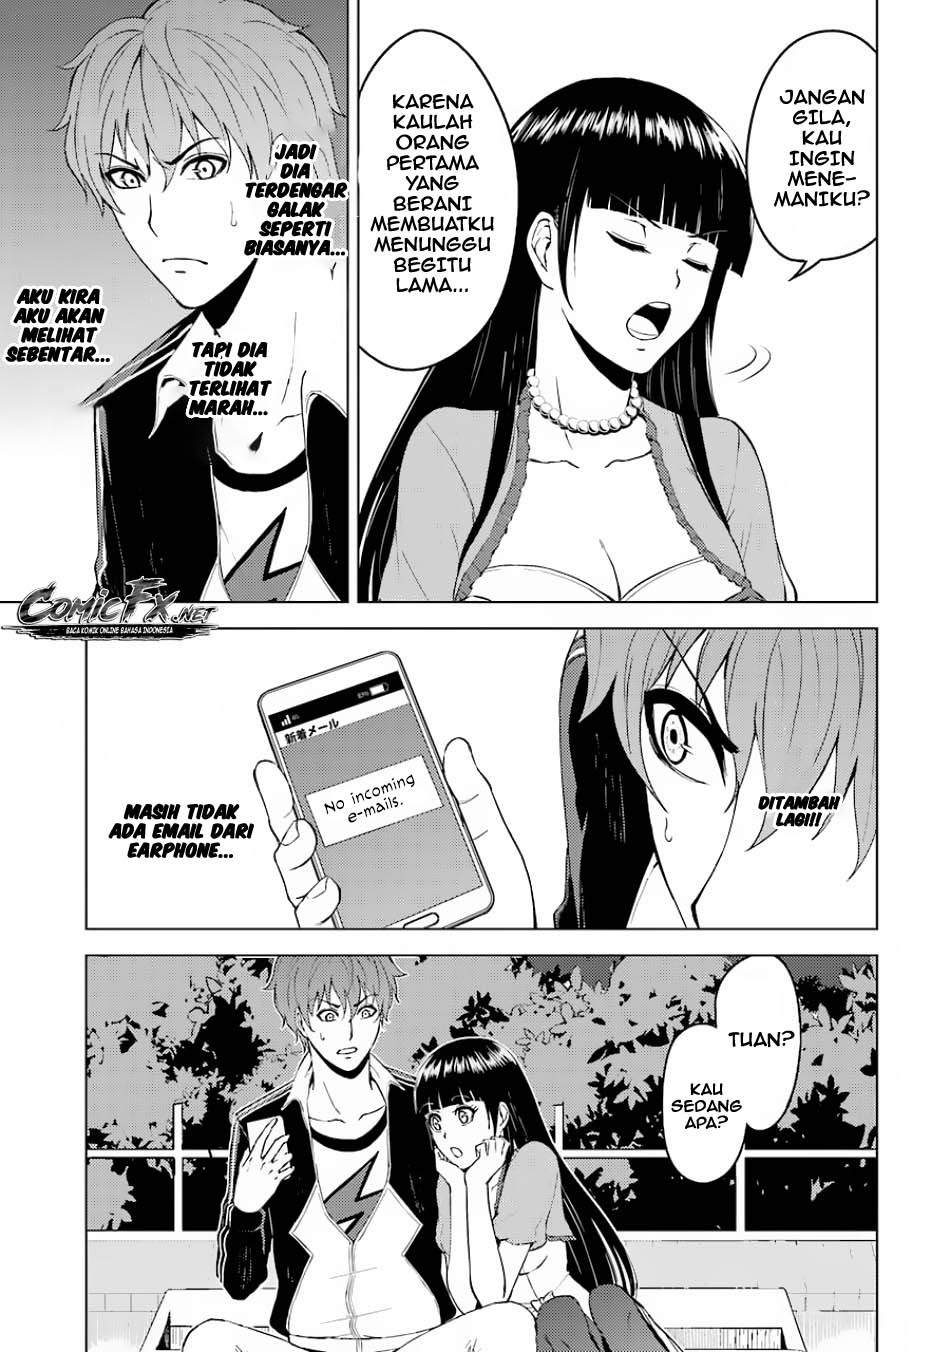 JANGAN
GILA,
KAU
INGIN
MENE-
MANIKU?
KARENA
KAULAH
ORANG
PERTAMA
YANG
BERANI
MEMBUATKU
MENUNGGU
BEGITU
LAMA...
JADI
DIA
TERDENGAR
GALAK
SEPERTI
BIASANYA...
TAPI DIA
TIDAK
TERLIHAT
MARAH...
AKU KIRA
AKU AKAN
MELIHAT
SEBENTAR...
COMICFX.NET
BACA KOMIK ONLINE BAHASA INDONESIA
DITAMBAH
LAGI!!
4G 87%
新着メール
No incoming
e-mails.
MASIH TIDAK
ADA EMAIL DARI
EARPHONE...
TUAN?
KAU
SEDANG
APA?